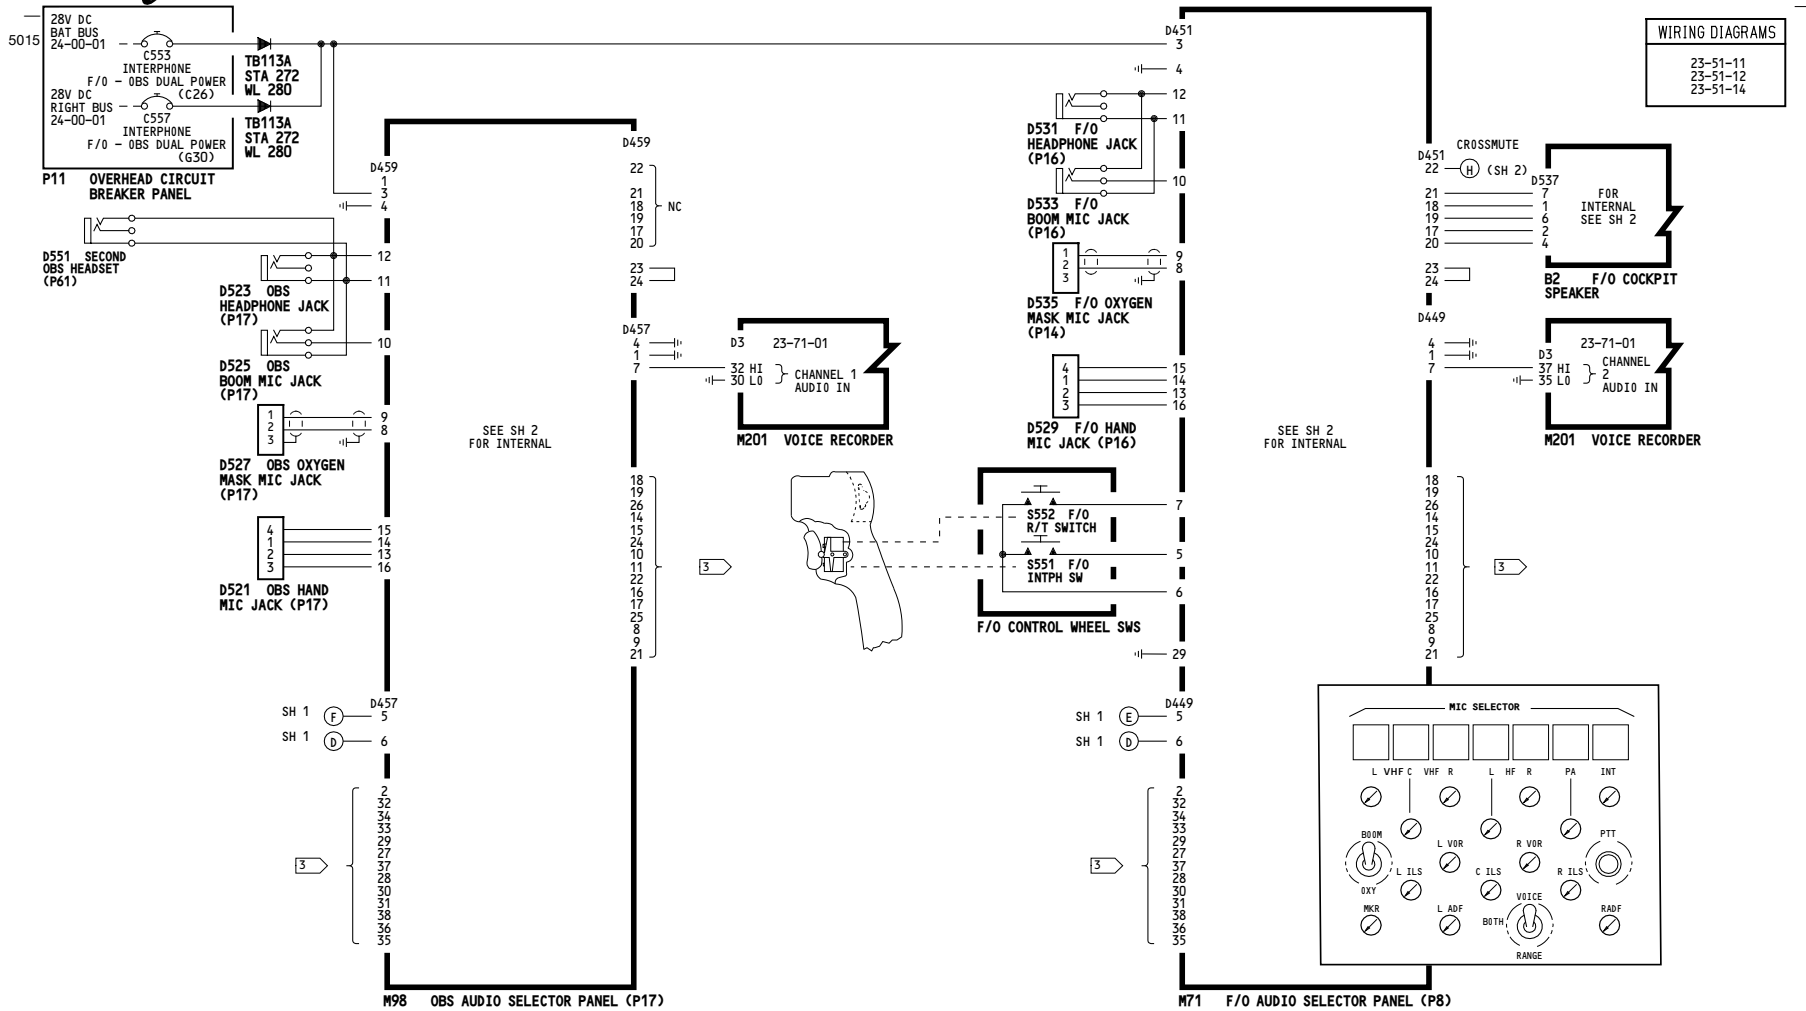 5015
28V DC
BAT BUS
24-00-01
C553
INTERPHONE
F/O - OBS DUAL POWER
(C26)
28V DC
RIGHT BUS
24-00-01
C557
INTERPHONE
F/O - OBS DUAL POWER
(G30)
P11 OVERHEAD CIRCUIT
BREAKER PANEL
TB113A
STA 272
WL 280
TB113A
STA 272
WL 280
D551 SECOND
OBS HEADSET
(P61)
D523 OBS
HEADPHONE JACK
(P17)
D525 OBS
BOOM MIC JACK
(P17)
1
2
3
D527 OBS OXYGEN
MASK MIC JACK
(P17)
4
1
2
3
D521 OBS HAND
MIC JACK (P17)
D459
1
3
4
12
11
10
9
8
15
14
13
16
SH 1 F
SH 1 D
D457
5
6
3
2
32
34
33
29
27
37
28
30
31
38
36
35
SEE SH 2
FOR INTERNAL
D459
22
21
18
19
17
20
NC
23
24
D457
4
1
7
18
19
26
14
15
24
10
11
22
16
17
25
8
9
21
3
M98 OBS AUDIO SELECTOR PANEL (P17)
D3 23-71-01
32 HI
30 LO
CHANNEL 1
AUDIO IN
M201 VOICE RECORDER
D531 F/O
HEADPHONE JACK
(P16)
D533 F/O
BOOM MIC JACK
(P16)
1
2
3
D535 F/O OXYGEN
MASK MIC JACK
(P14)
4
1
2
3
D529 F/O HAND
MIC JACK (P16)
S552 F/O
R/T SWITCH
S551 F/O
INTPH SW
F/O CONTROL WHEEL SWS
D451
3
4
12
11
10
9
8
15
14
13
16
7
5
6
29
SH 1 E
SH 1 D
D449
5
6
3
2
32
34
33
29
27
37
28
30
31
38
36
35
SEE SH 2
FOR INTERNAL
M71 F/O AUDIO SELECTOR PANEL (P8)
WIRING DIAGRAMS
23-51-11
23-51-12
23-51-14
CROSSMUTE
D451
22 H (SH 2)
21
18
19
17
20
23
24
D537
7
1
6
2
4
FOR
INTERNAL
SEE SH 2
B2 F/O COCKPIT
SPEAKER
D449
4
1
7
D3 23-71-01
37 HI
35 LO
CHANNEL
2
AUDIO IN
M201 VOICE RECORDER
18
19
26
14
15
24
10
11
22
16
17
25
8
9
21
3
MIC SELECTOR
L VHF C VHF R L HF R PA INT
BOOM
OXY
L VOR
R VOR
PTT
L ILS
C ILS
R ILS
MKR
L ADF
VOICE
BOTH
RANGE
RADF